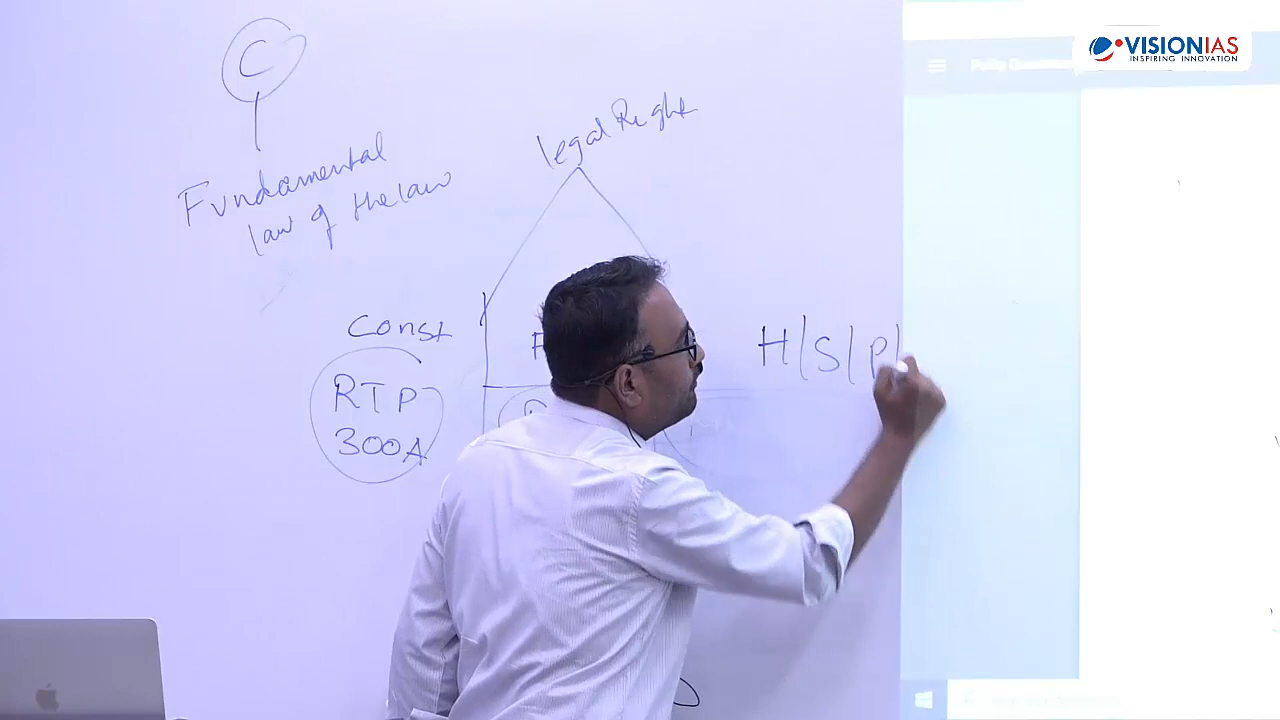 VISIONIAS
INSPIRING INNOVATION
C
Fundamental
law of the law
legal Right
Const
RTP
300A
H|S|P|